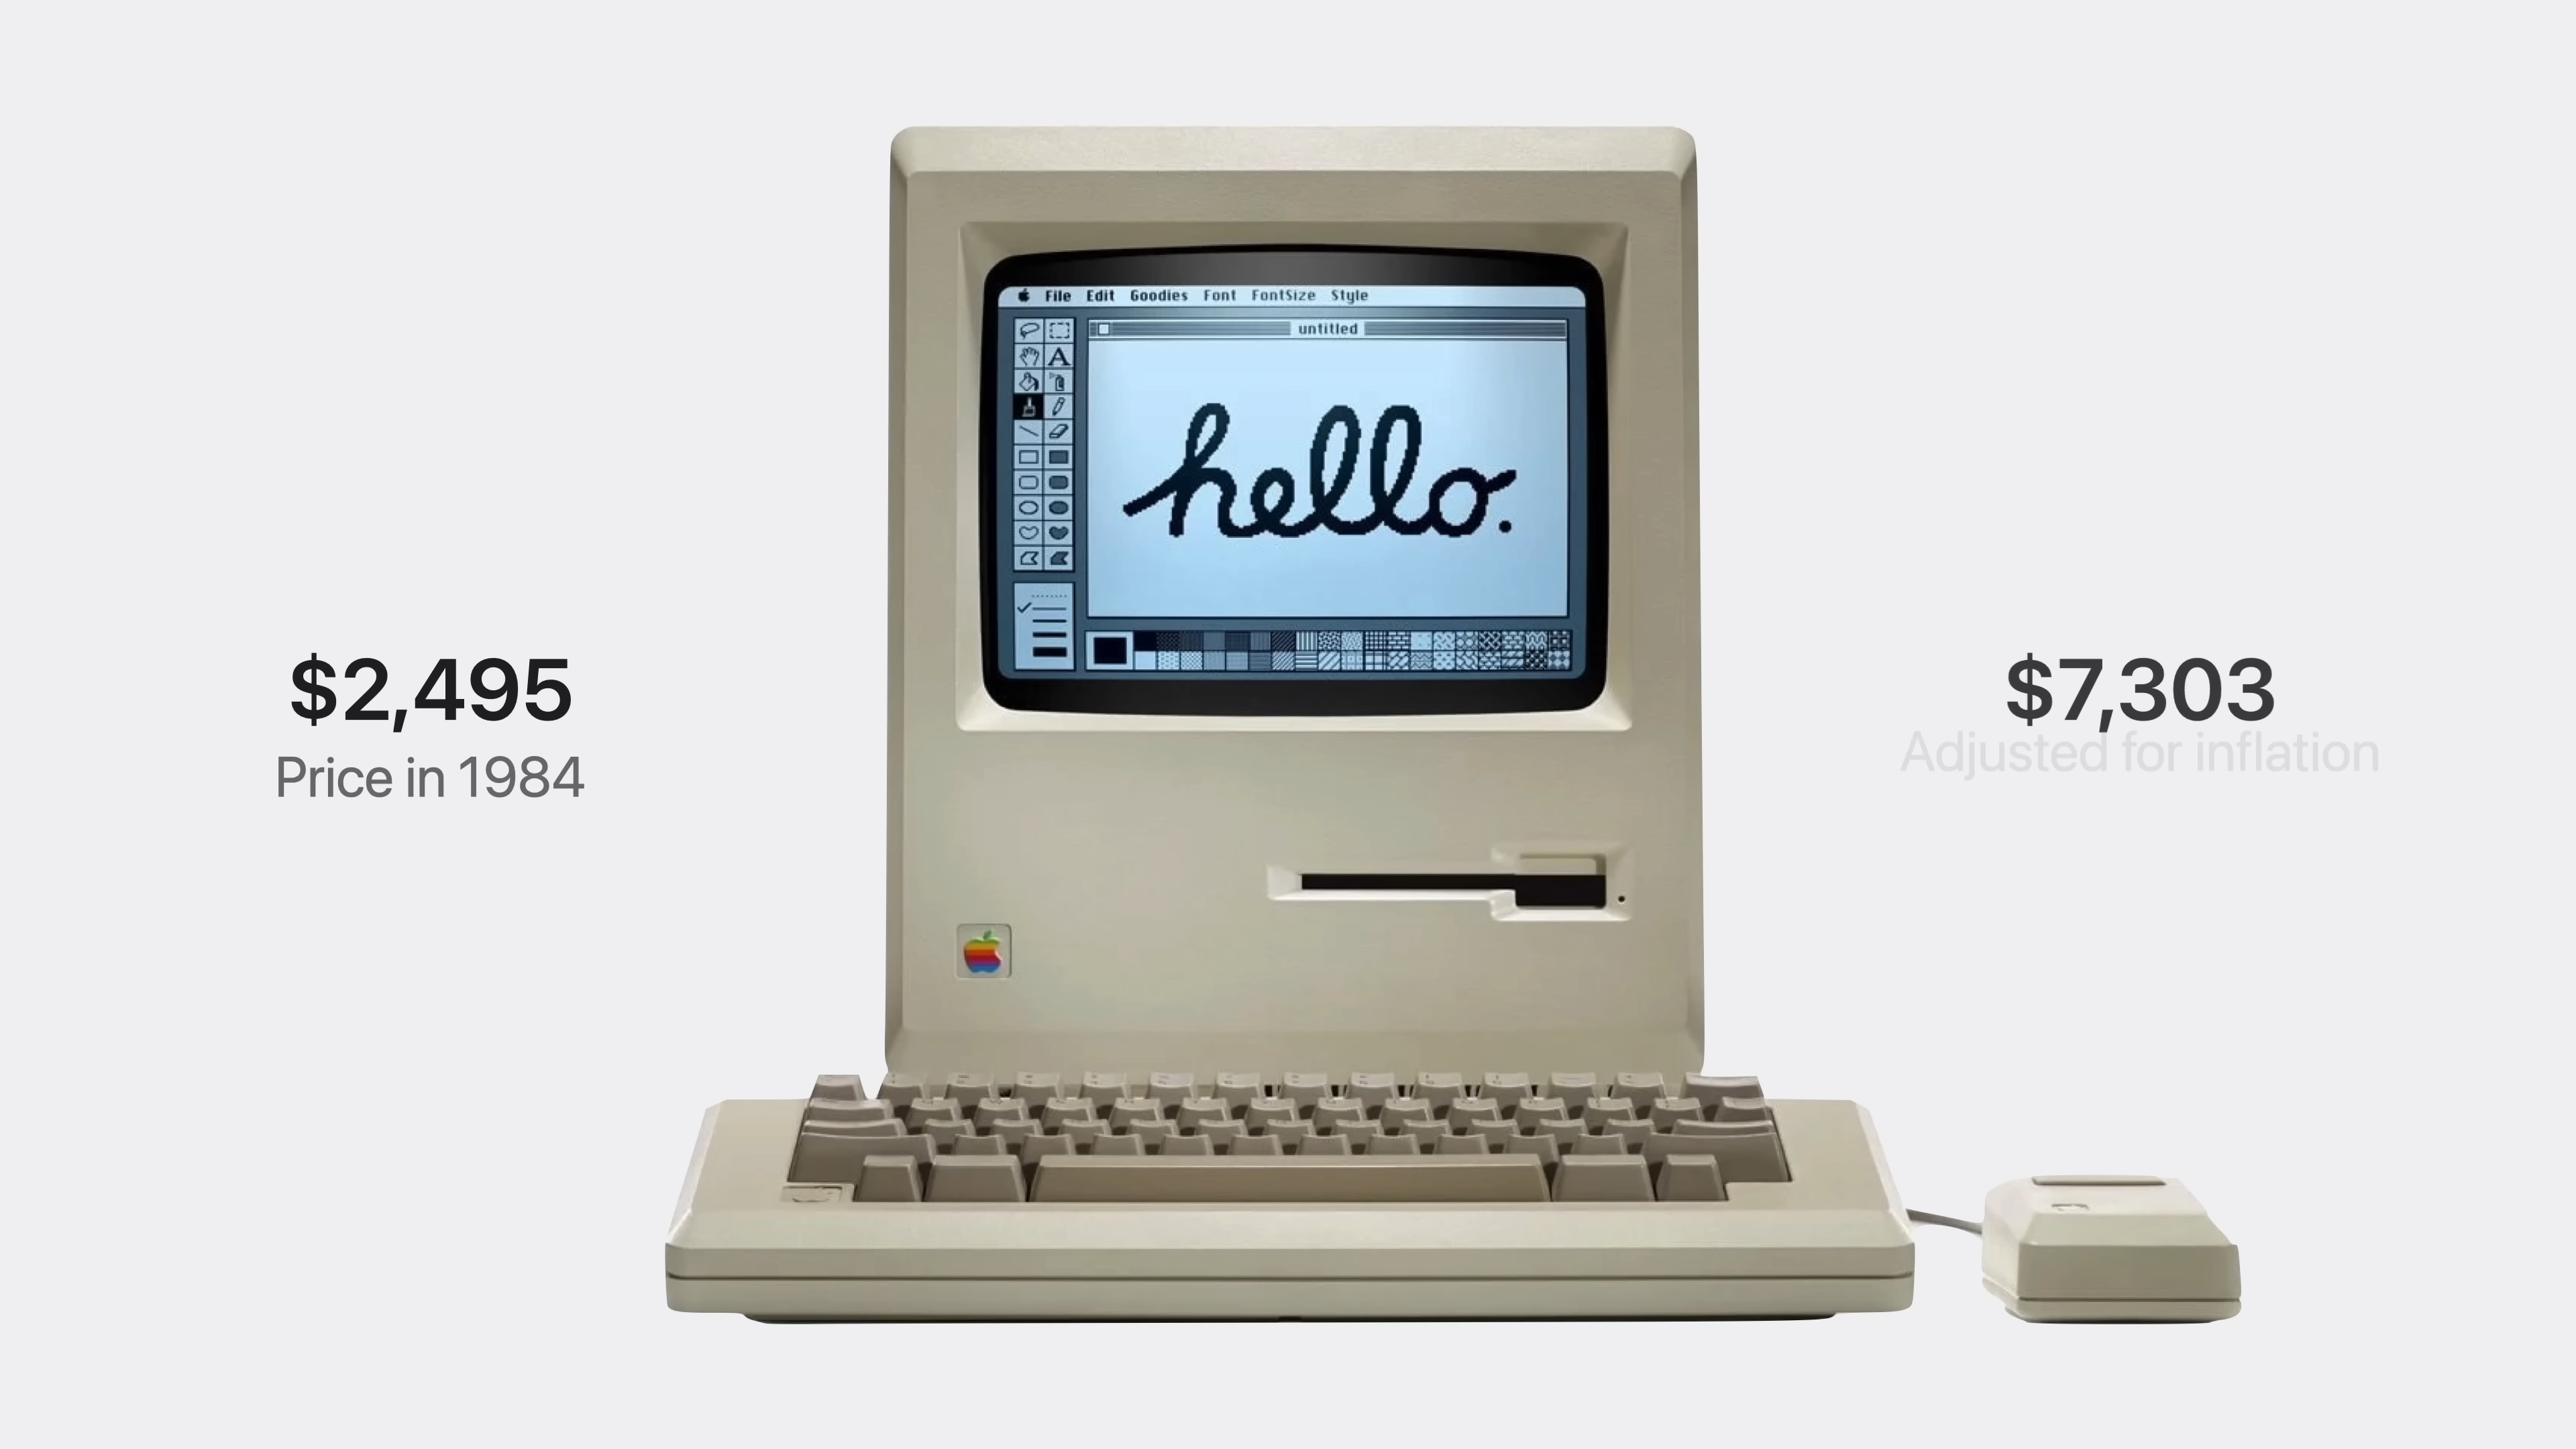 File Edit Goodies Font FontSize Style
untitled
A
hello.
$2,495
Price in 1984
$7,303
Adjusted for inflation